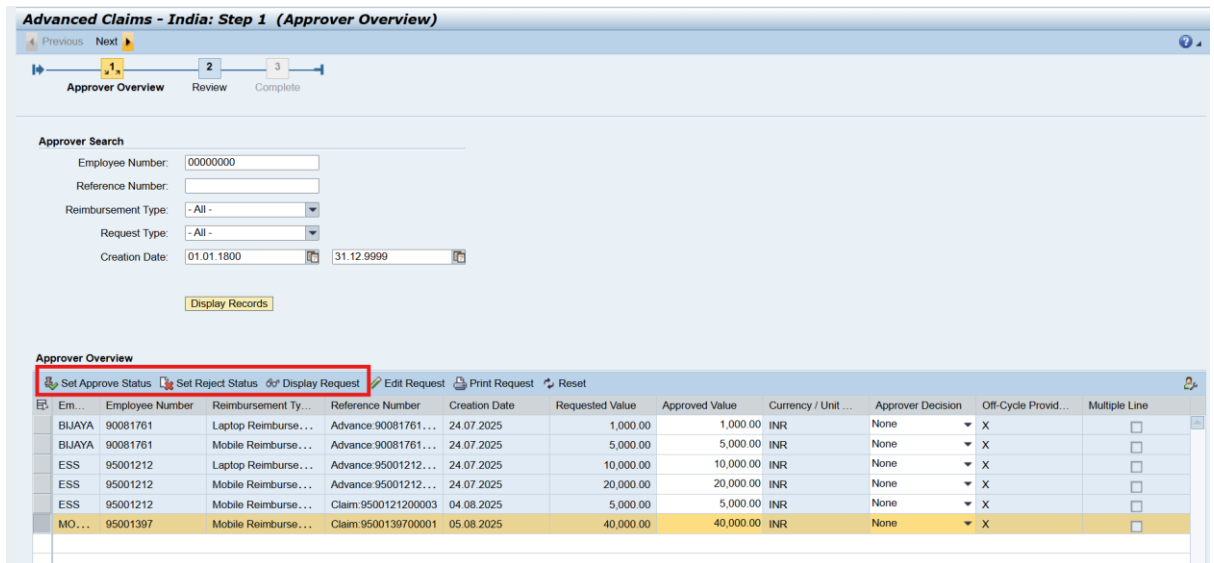 Advanced Claims - India: Step 1 (Approver Overview)
Previous Next
1 2 3
Approver Overview Review Complete
Approver Search
Employee Number: 00000000
Reference Number:
Reimbursement Type: - All -
Request Type: - All -
Creation Date: 01.01.1800 31.12.9999
Display Records
Approver Overview
Set Approve Status Set Reject Status Display Request Edit Request Print Request Reset
Em... Employee Number Reimbursement Ty... Reference Number Creation Date Requested Value Approved Value Currency / Unit ... Approver Decision Off-Cycle Provid... Multiple Line
BIJAYA 90081761 Laptop Reimburse... Advance:90081761... 24.07.2025 1,000.00 1,000.00 INR None X
BIJAYA 90081761 Mobile Reimburse... Advance:90081761... 24.07.2025 5,000.00 5,000.00 INR None X
ESS 95001212 Laptop Reimburse... Advance:95001212... 24.07.2025 10,000.00 10,000.00 INR None X
ESS 95001212 Mobile Reimburse... Advance:95001212... 24.07.2025 20,000.00 20,000.00 INR None X
ESS 95001212 Mobile Reimburse... Claim:9500121200003 04.08.2025 5,000.00 5,000.00 INR None X
MO... 95001397 Mobile Reimburse... Claim:9500139700001 05.08.2025 40,000.00 40,000.00 INR None X